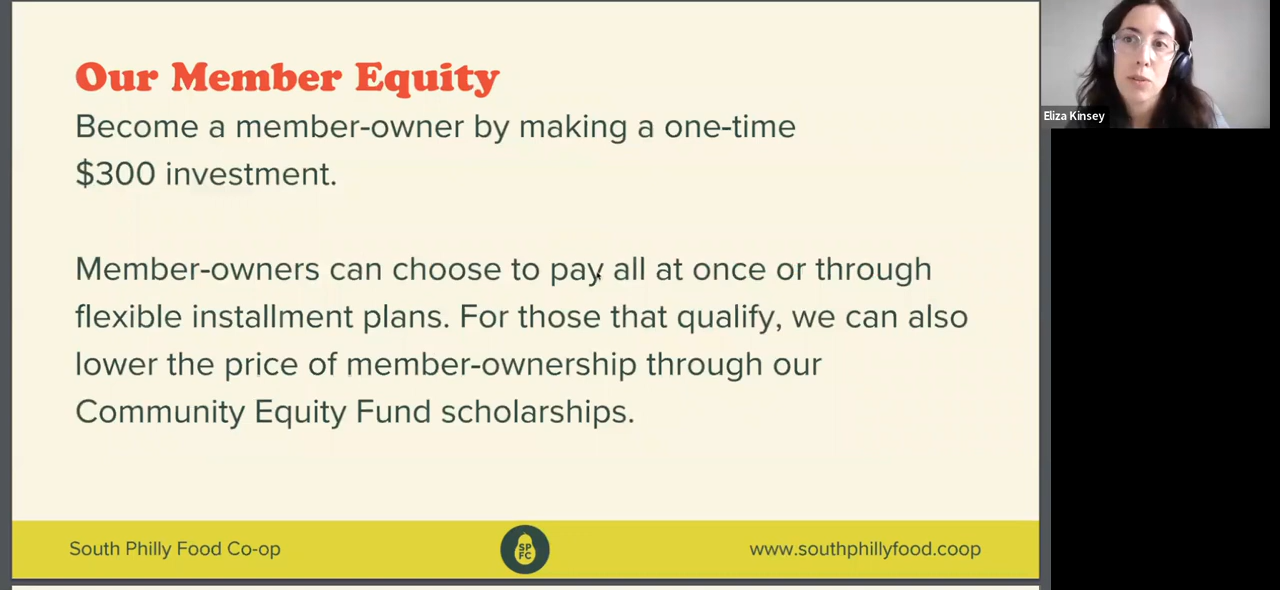 Our Member Equity
Become a member-owner by making a one-time
$300 investment.
Member-owners can choose to pay all at once or through
flexible installment plans. For those that qualify, we can also
lower the price of member-ownership through our
Community Equity Fund scholarships.
South Philly Food Co-op
SP
FC
www.southphillyfood.coop
Eliza Kinsey